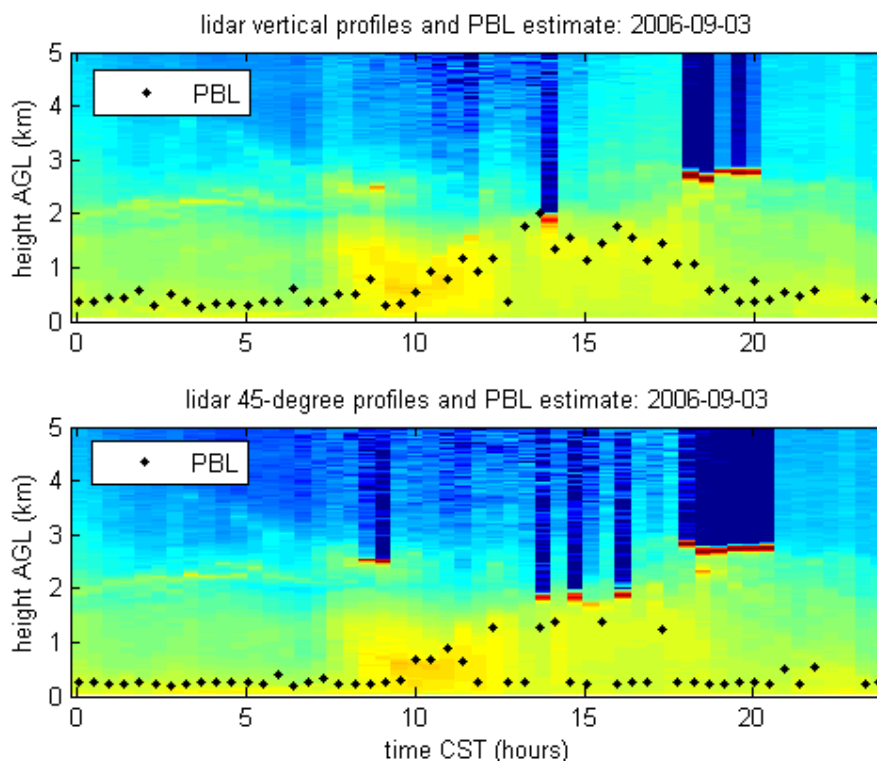 lidar vertical profiles and PBL estimate: 2006-09-03
5
4
3
2
1
0
height AGL (km)
PBL
0 5 10 15 20
lidar 45-degree profiles and PBL estimate: 2006-09-03
5
4
3
2
1
0
height AGL (km)
PBL
0 5 10 15 20
time CST (hours)